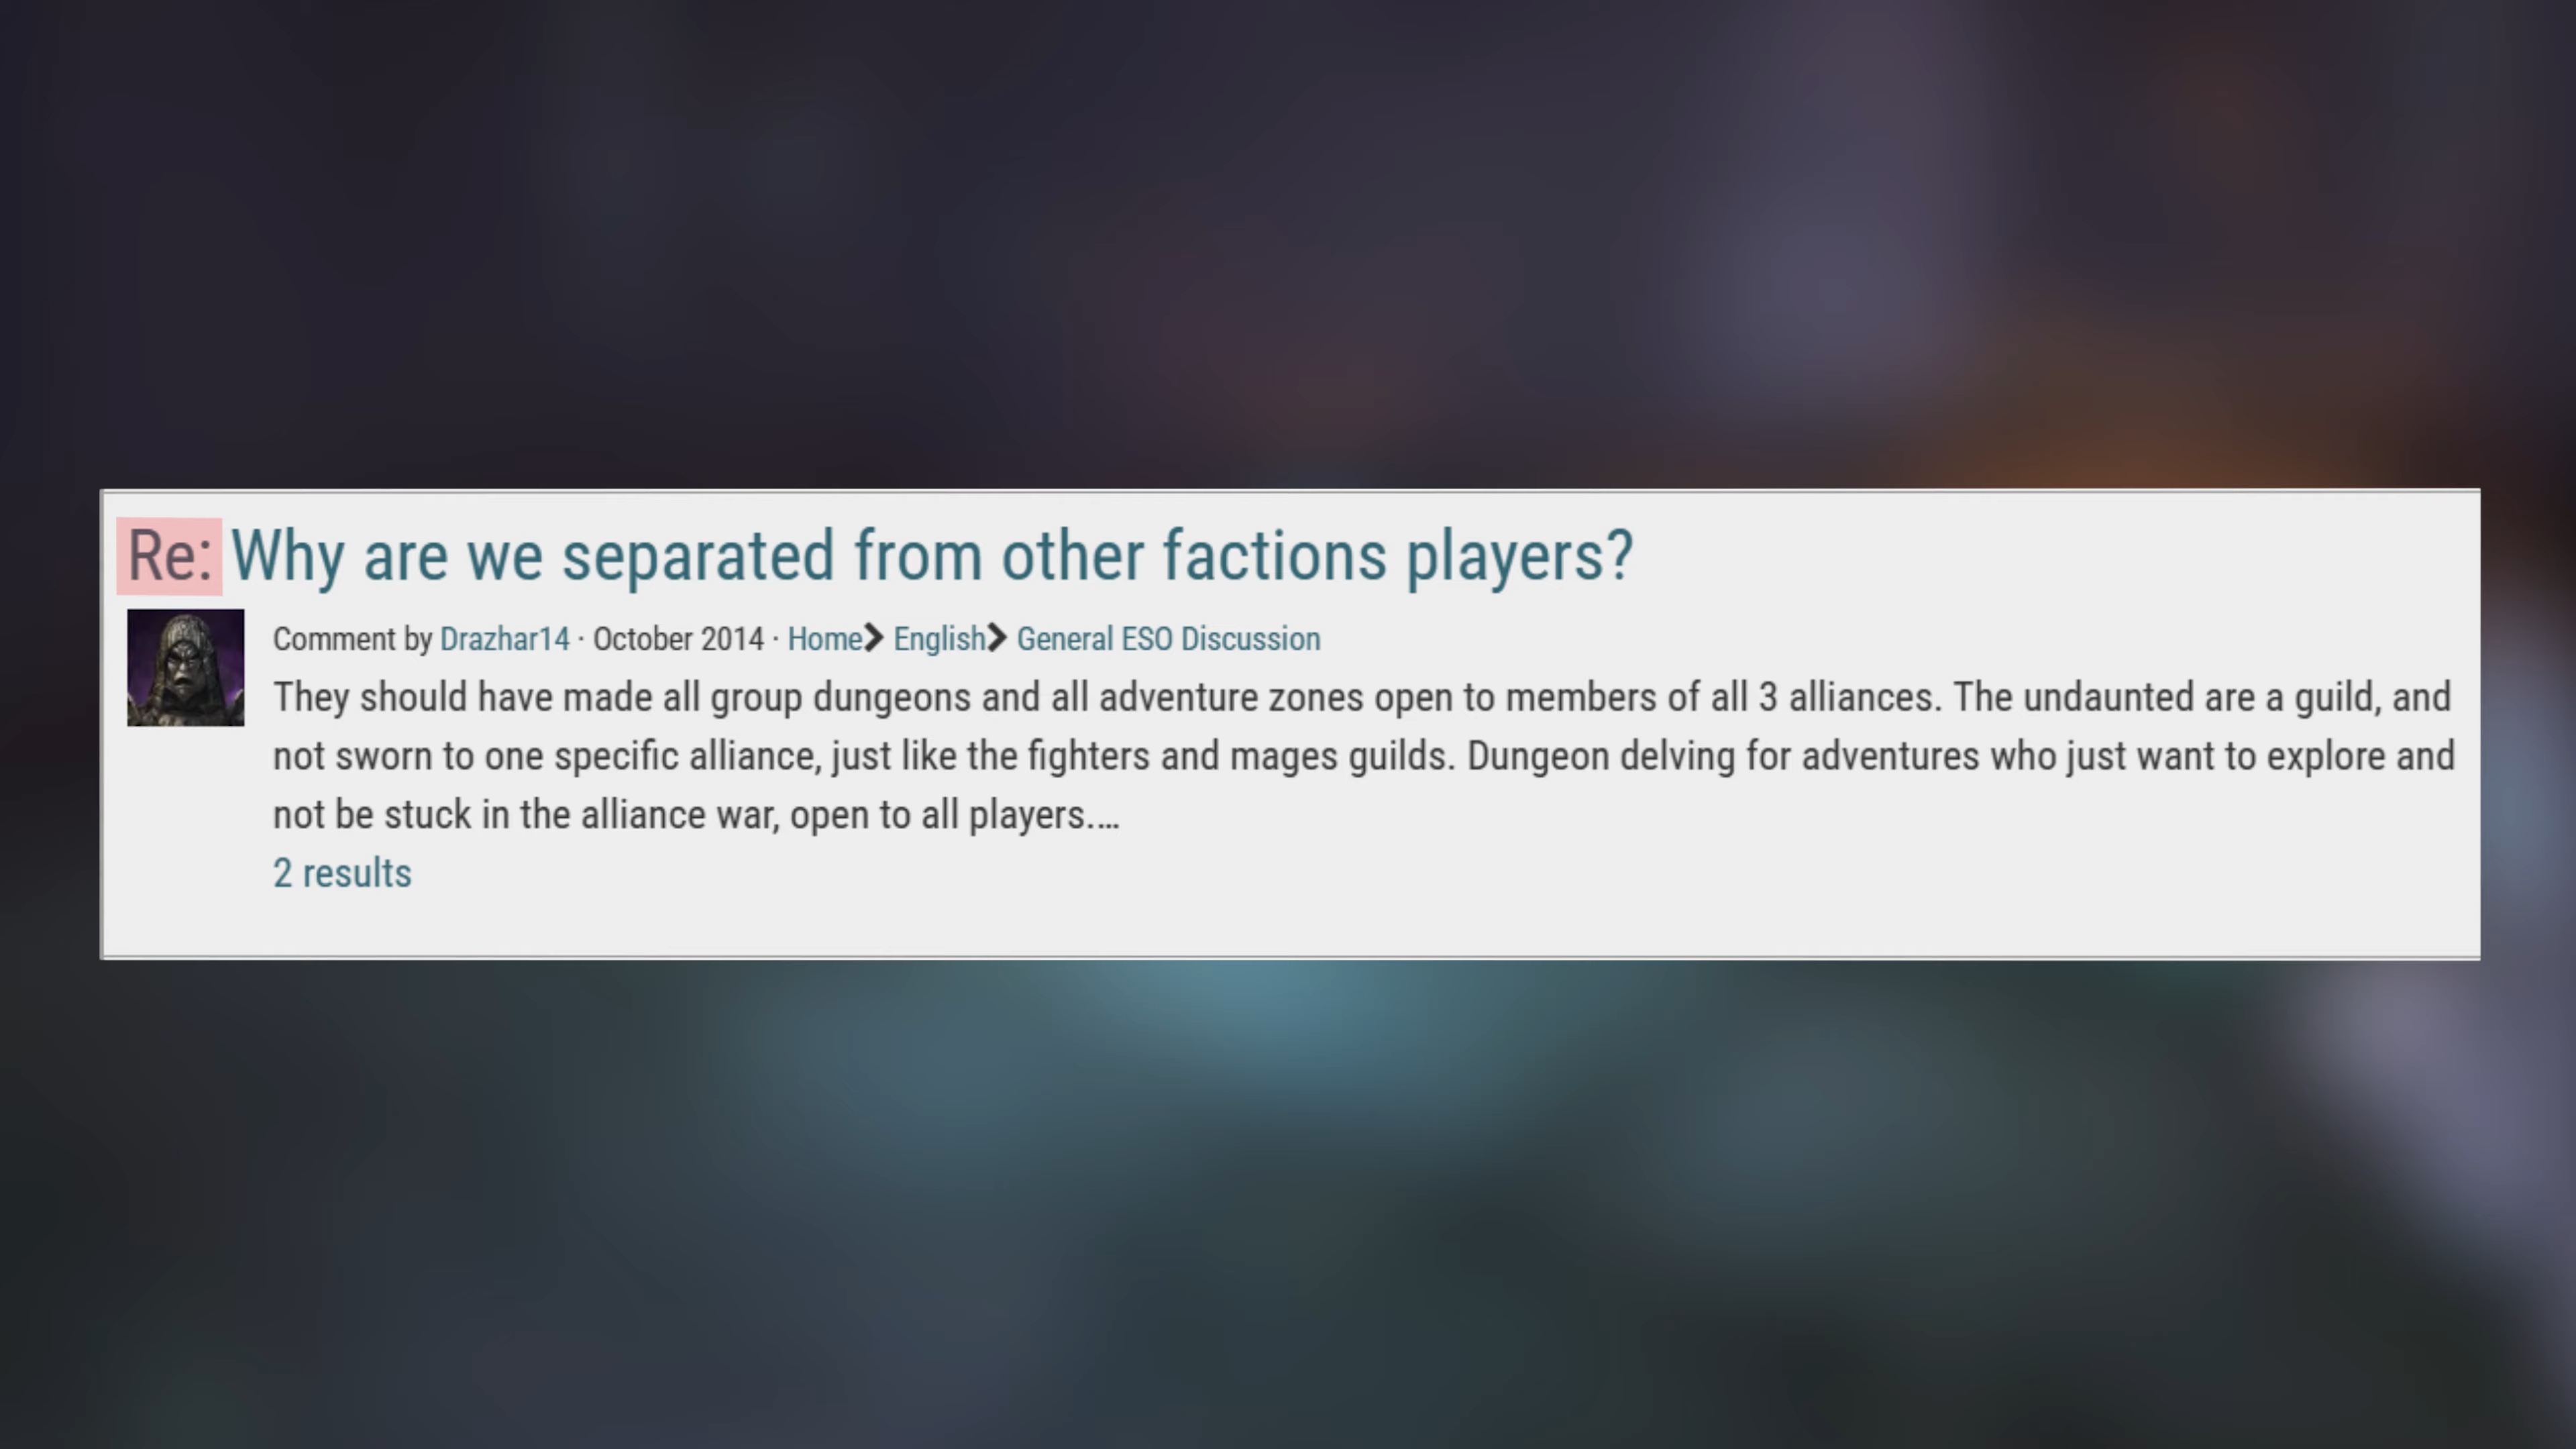 Re: Why are we separated from other factions players?
Comment by Drazhar14 · October 2014 · Home> English> General ESO Discussion
They should have made all group dungeons and all adventure zones open to members of all 3 alliances. The undaunted are a guild, and
not sworn to one specific alliance, just like the fighters and mages guilds. Dungeon delving for adventures who just want to explore and
not be stuck in the alliance war, open to all players.…
2 results